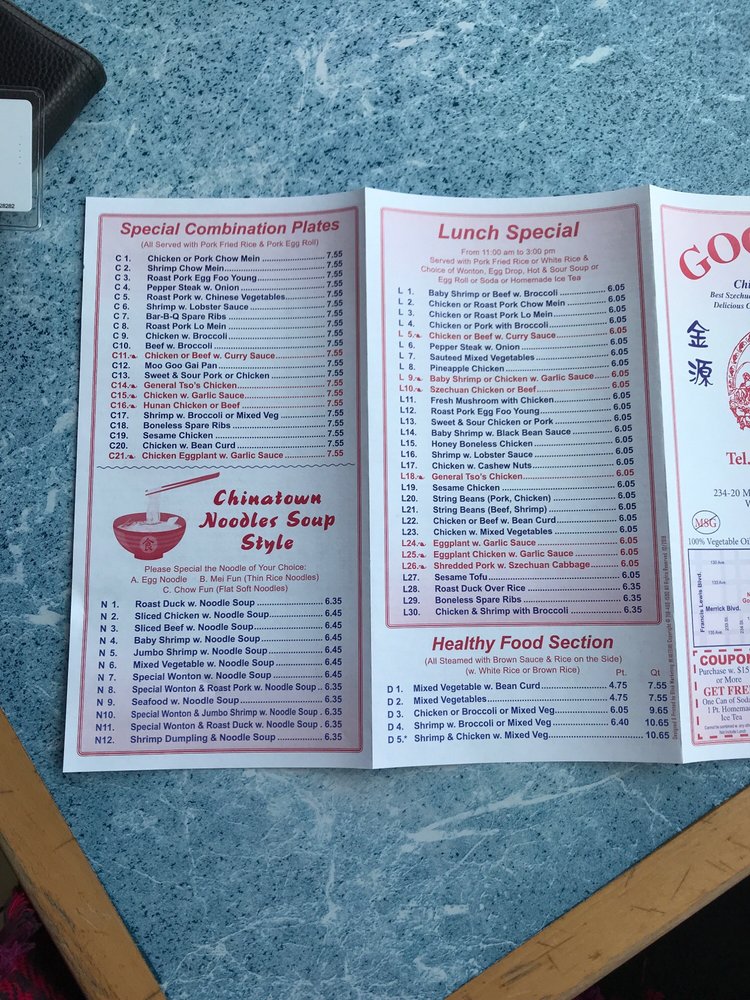 28282
Special Combination Plates
(All Served with Pork Fried Rice & Pork Egg Roll)
C 1. Chicken or Pork Chow Mein 7.55
C 2. Shrimp Chow Mein 7.55
C 3. Roast Pork Egg Foo Young 7.55
C 4. Pepper Steak w. Onion 7.55
C 5. Roast Pork w. Chinese Vegetables 7.55
C 6. Shrimp w. Lobster Sauce 7.55
C 7. Bar-B-Q Spare Ribs 7.55
C 8. Roast Pork Lo Mein 7.55
C 9. Chicken w. Broccoli 7.55
C10. Beef w. Broccoli 7.55
C11. Chicken or Beef w. Curry Sauce 7.55
C12. Moo Goo Gai Pan 7.55
C13. Sweet & Sour Pork or Chicken 7.55
C14. General Tso's Chicken 7.55
C15. Chicken w. Garlic Sauce 7.55
C16. Hunan Chicken or Beef 7.55
C17. Shrimp w. Broccoli or Mixed Veg 7.55
C18. Boneless Spare Ribs 7.55
C19. Sesame Chicken 7.55
C20. Chicken w. Bean Curd 7.55
C21. Chicken Eggplant w. Garlic Sauce 7.55
食
Chinatown
Noodles Soup
Style
Please Special the Noodle of Your Choice:
A. Egg Noodle B. Mei Fun (Thin Rice Noodles)
C. Chow Fun (Flat Soft Noodles)
N 1. Roast Duck w. Noodle Soup 6.35
N 2. Sliced Chicken w. Noodle Soup 6.45
N 3. Sliced Beef w. Noodle Soup 6.45
N 4. Baby Shrimp w. Noodle Soup 6.45
N 5. Jumbo Shrimp w. Noodle Soup 6.45
N 6. Mixed Vegetable w. Noodle Soup 6.45
N 7. Special Wonton w. Noodle Soup 6.45
N 8. Special Wonton & Roast Pork w. Noodle Soup 6.35
N 9. Seafood w. Noodle Soup 6.35
N10. Special Wonton & Jumbo Shrimp w. Noodle Soup 6.35
N11. Special Wonton & Roast Duck w. Noodle Soup 6.35
N12. Shrimp Dumpling & Noodle Soup 6.35
Lunch Special
From 11:00 am to 3:00 pm
Served with Pork Fried Rice or White Rice &
Choice of Wonton, Egg Drop, Hot & Sour Soup or
Egg Roll or Soda or Homemade Ice Tea
L 1. Baby Shrimp or Beef w. Broccoli 6.05
L 2. Chicken or Roast Pork Chow Mein 6.05
L 3. Chicken or Roast Pork Lo Mein 6.05
L 4. Chicken or Pork with Broccoli 6.05
L 5. Chicken or Beef w. Curry Sauce 6.05
L 6. Pepper Steak w. Onion 6.05
L 7. Sauteed Mixed Vegetables 6.05
L 8. Pineapple Chicken 6.05
L 9. Baby Shrimp or Chicken w. Garlic Sauce 6.05
L10. Szechuan Chicken or Beef 6.05
L11. Fresh Mushroom with Chicken 6.05
L12. Roast Pork Egg Foo Young 6.05
L13. Sweet & Sour Chicken or Pork 6.05
L14. Baby Shrimp w. Black Bean Sauce 6.05
L15. Honey Boneless Chicken 6.05
L16. Shrimp w. Lobster Sauce 6.05
L17. Chicken w. Cashew Nuts 6.05
L18. General Tso's Chicken 6.05
L19. Sesame Chicken 6.05
L20. String Beans (Pork, Chicken) 6.05
L21. String Beans (Beef, Shrimp) 6.05
L22. Chicken or Beef w. Bean Curd 6.05
L23. Chicken w. Mixed Vegetables 6.05
L24. Eggplant w. Garlic Sauce 6.05
L25. Eggplant Chicken w. Garlic Sauce 6.05
L26. Shredded Pork w. Szechuan Cabbage 6.05
L27. Sesame Tofu 6.05
L28. Roast Duck Over Rice 6.05
L29. Boneless Spare Ribs 6.05
L30. Chicken & Shrimp with Broccoli 6.05
Healthy Food Section
(All Steamed with Brown Sauce & Rice on the Side)
(w. White Rice or Brown Rice) Pt. Qt
D 1. Mixed Vegetable w. Bean Curd 4.75 7.55
D 2. Mixed Vegetables 4.75 7.55
D 3. Chicken or Broccoli or Mixed Veg 6.05 9.65
D 4. Shrimp w. Broccoli or Mixed Veg 6.40 10.65
D 5.* Shrimp & Chicken w. Mixed Veg 10.65
GOO
Chi
Best Szechua
Delicious C
金源
Tel.
234-20 M
MSG
100% Vegetable Oil
Francis Lewis Blvd.
Merrick Blvd.
COUPON
Purchase w. $15
or More
GET FREE
One Can of Soda
1 Pt. Homemad
Ice Tea